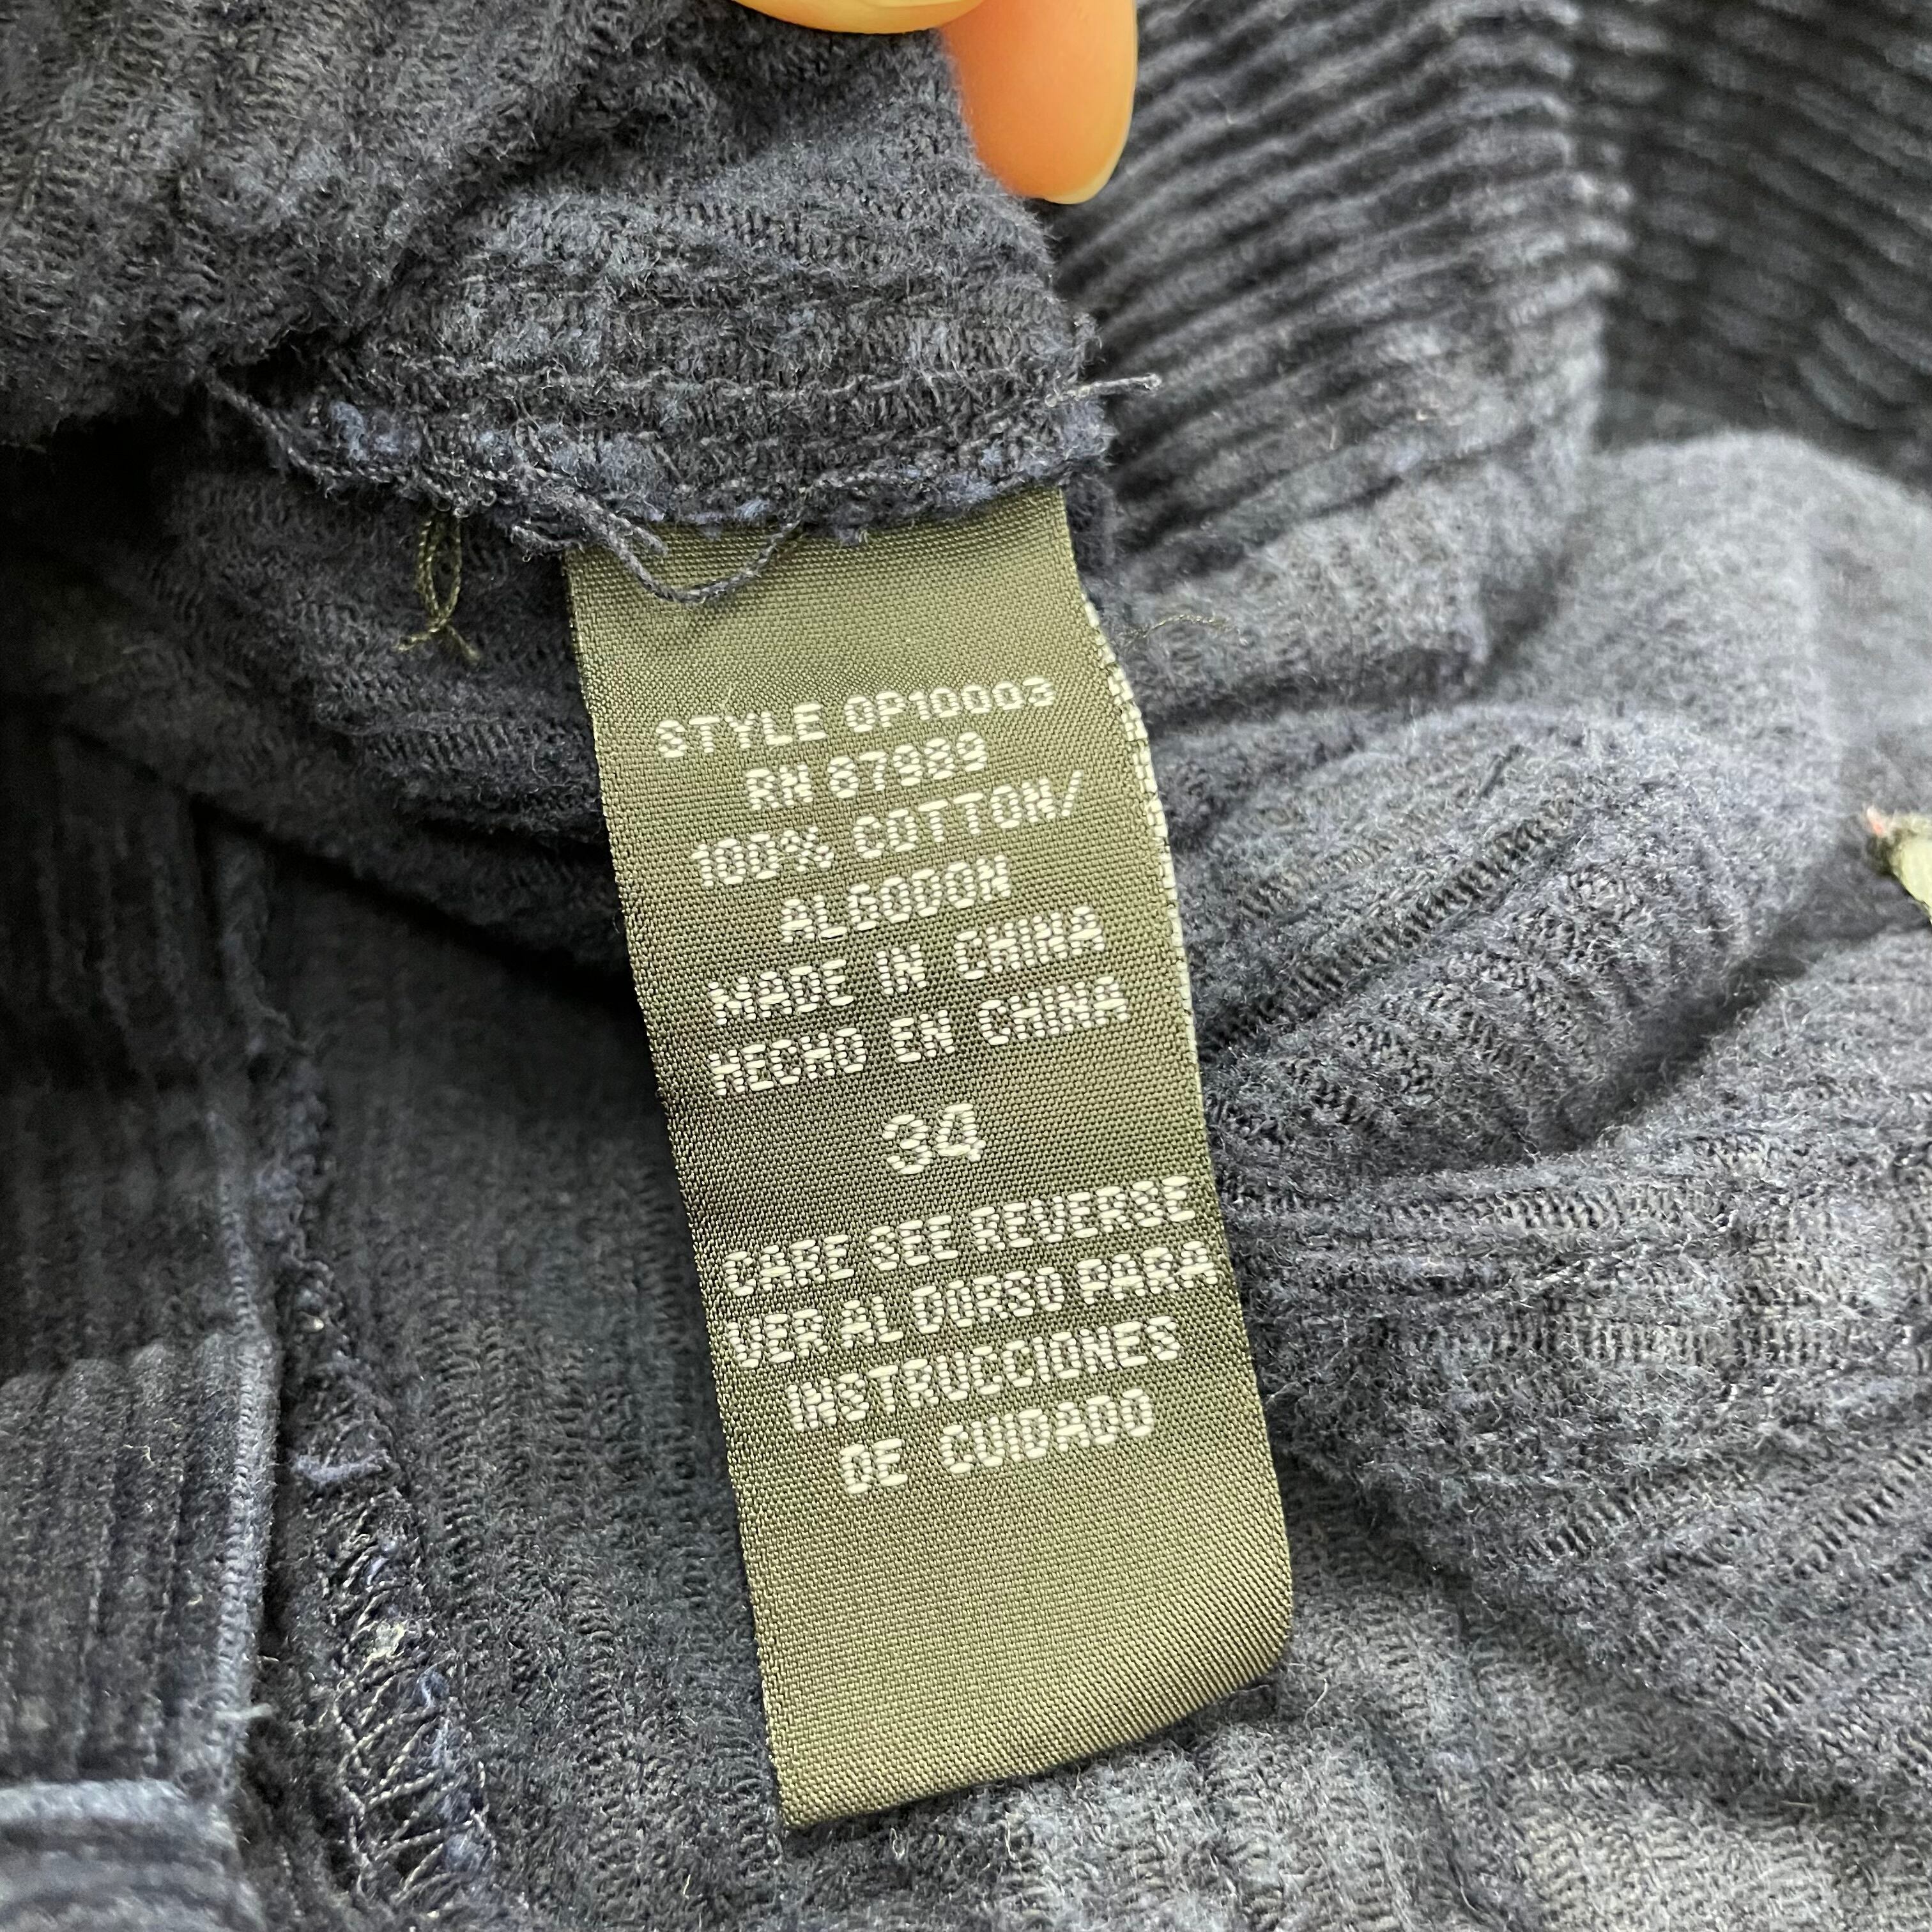 STYLE OP10003
RN 67989
100% COTTON/
ALGODON
MADE IN CHINA
HECHO EN CHINA
34
CARE SEE REVERSE
VER AL DORSO PARA
INSTRUCCIONES
DE CUIDADO